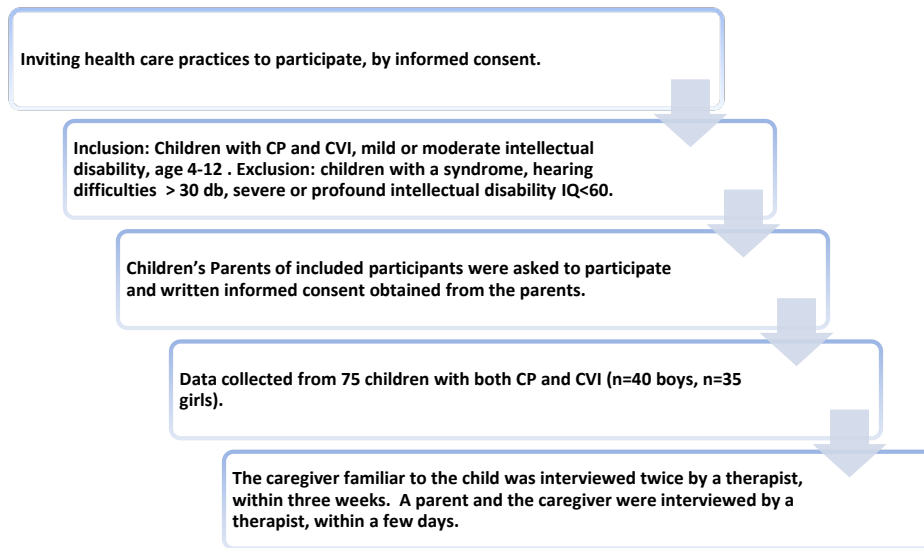 Inviting health care practices to participate, by informed consent.
Inclusion: Children with CP and CVI, mild or moderate intellectual
disability, age 4-12 . Exclusion: children with a syndrome, hearing
difficulties  > 30 db, severe or profound intellectual disability IQ<60.
Children’s Parents of included participants were asked to participate
and written informed consent obtained from the parents.
Data collected from 75 children with both CP and CVI (n=40 boys, n=35
girls).
The caregiver familiar to the child was interviewed twice by a therapist,
within three weeks.  A parent and the caregiver were interviewed by a
therapist, within a few days.